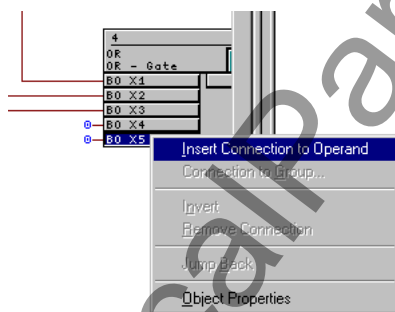 4
OR
OR - Gate
BO X1
BO X2
BO X3
0 BO X4
0 BO X5
Insert Connection to Operand
Connection to Group...
Invert
Remove Connection
Jump Back
Object Properties